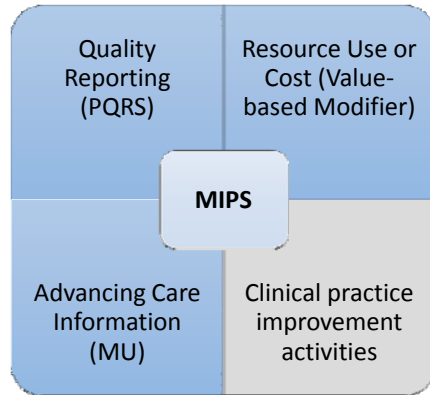 Quality
Reporting
(PQRS)
Resource Use or
Cost (Value-
based Modifier)
MIPS
Advancing Care
Information
(MU)
Clinical practice
improvement
activities